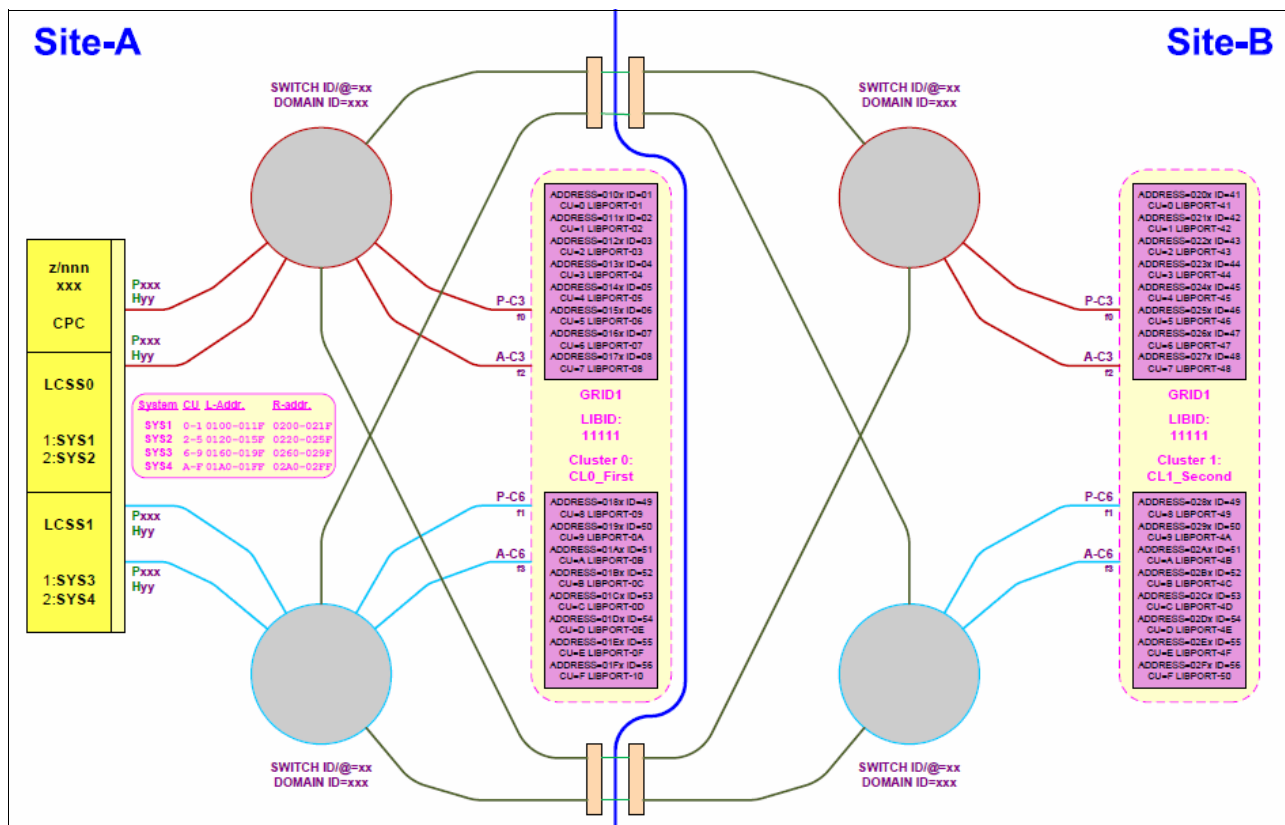 Site-A
Site-B
SWITCH ID/@=xx
DOMAIN ID=xxx
SWITCH ID/@=xx
DOMAIN ID=xxx
z/nnn
xxx
CPC
LCSS0
1:SYS1
2:SYS2
LCSS1
1:SYS3
2:SYS4
Pxxx
Hyy
Pxxx
Hyy
Pxxx
Hyy
Pxxx
Hyy
System CU L-Addr. R-addr.
SYS1 0-1 0100-011F 0200-021F
SYS2 2-5 0120-015F 0220-025F
SYS3 6-9 0160-019F 0260-029F
SYS4 A-F 01A0-01FF 02A0-02FF
P-C3
f0
A-C3
f2
P-C6
f1
A-C6
f3
ADDRESS=010x ID=01
CU=0 LIBPORT-01
ADDRESS=011x ID=02
CU=1 LIBPORT-02
ADDRESS=012x ID=03
CU=2 LIBPORT-03
ADDRESS=013x ID=04
CU=3 LIBPORT-04
ADDRESS=014x ID=05
CU=4 LIBPORT-05
ADDRESS=015x ID=06
CU=5 LIBPORT-06
ADDRESS=016x ID=07
CU=6 LIBPORT-07
ADDRESS=017x ID=08
CU=7 LIBPORT-08
GRID1
LIBID:
11111
Cluster 0:
CL0_First
ADDRESS=018x ID=49
CU=8 LIBPORT-09
ADDRESS=019x ID=50
CU=9 LIBPORT-0A
ADDRESS=01Ax ID=51
CU=A LIBPORT-0B
ADDRESS=01Bx ID=52
CU=B LIBPORT-0C
ADDRESS=01Cx ID=53
CU=C LIBPORT-0D
ADDRESS=01Dx ID=54
CU=D LIBPORT-0E
ADDRESS=01Ex ID=55
CU=E LIBPORT-0F
ADDRESS=01Fx ID=56
CU=F LIBPORT-10
P-C3
f0
A-C3
f2
P-C6
f1
A-C6
f3
ADDRESS=020x ID=41
CU=0 LIBPORT-41
ADDRESS=021x ID=42
CU=1 LIBPORT-42
ADDRESS=022x ID=43
CU=2 LIBPORT-43
ADDRESS=023x ID=44
CU=3 LIBPORT-44
ADDRESS=024x ID=45
CU=4 LIBPORT-45
ADDRESS=025x ID=46
CU=5 LIBPORT-46
ADDRESS=026x ID=47
CU=6 LIBPORT-47
ADDRESS=027x ID=48
CU=7 LIBPORT-48
GRID1
LIBID:
11111
Cluster 1:
CL1_Second
ADDRESS=028x ID=49
CU=8 LIBPORT-49
ADDRESS=029x ID=50
CU=9 LIBPORT-4A
ADDRESS=02Ax ID=51
CU=A LIBPORT-4B
ADDRESS=02Bx ID=52
CU=B LIBPORT-4C
ADDRESS=02Cx ID=53
CU=C LIBPORT-4D
ADDRESS=02Dx ID=54
CU=D LIBPORT-4E
ADDRESS=02Ex ID=55
CU=E LIBPORT-4F
ADDRESS=02Fx ID=56
CU=F LIBPORT-50
SWITCH ID/@=xx
DOMAIN ID=xxx
SWITCH ID/@=xx
DOMAIN ID=xxx